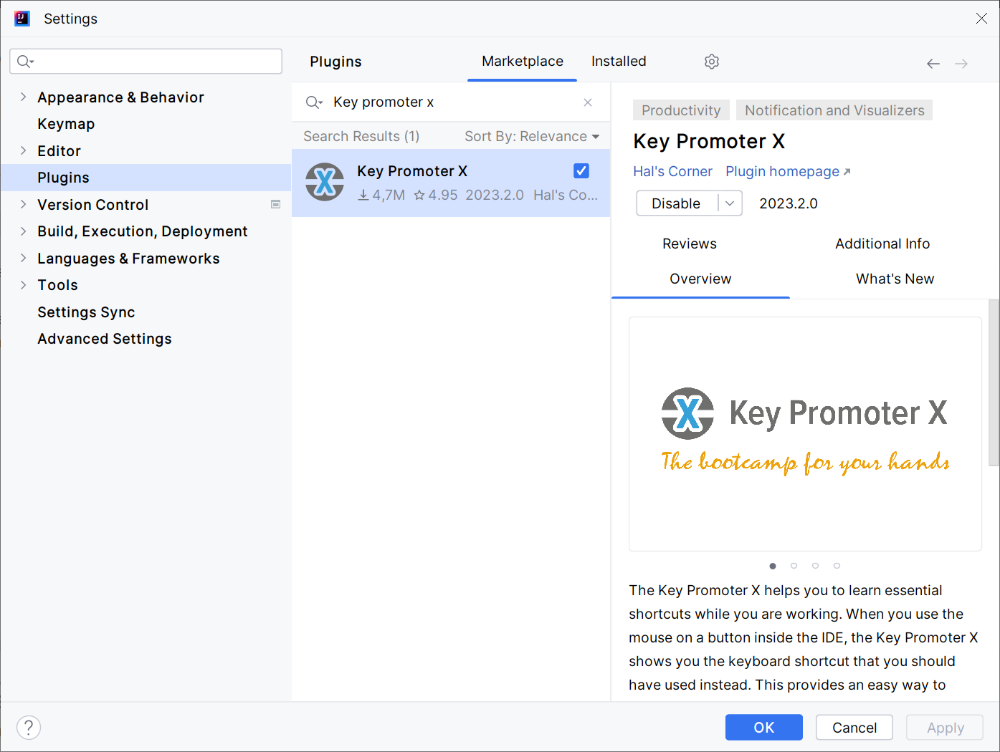 Settings
Appearance & Behavior
Keymap
Editor
Plugins
Version Control
Build, Execution, Deployment
Languages & Frameworks
Tools
Settings Sync
Advanced Settings
Plugins Marketplace Installed
Key promoter x
Search Results (1) Sort By: Relevance
Key Promoter X
4,7M 4.95 2023.2.0 Hal's Co...
Productivity Notification and Visualizers
Key Promoter X
Hal's Corner Plugin homepage
Disable 2023.2.0
Reviews Additional Info
Overview What's New
X Key Promoter X
The bootcamp for your hands
The Key Promoter X helps you to learn essential
shortcuts while you are working. When you use the
mouse on a button inside the IDE, the Key Promoter X
shows you the keyboard shortcut that you should
have used instead. This provides an easy way to
? OK Cancel Apply